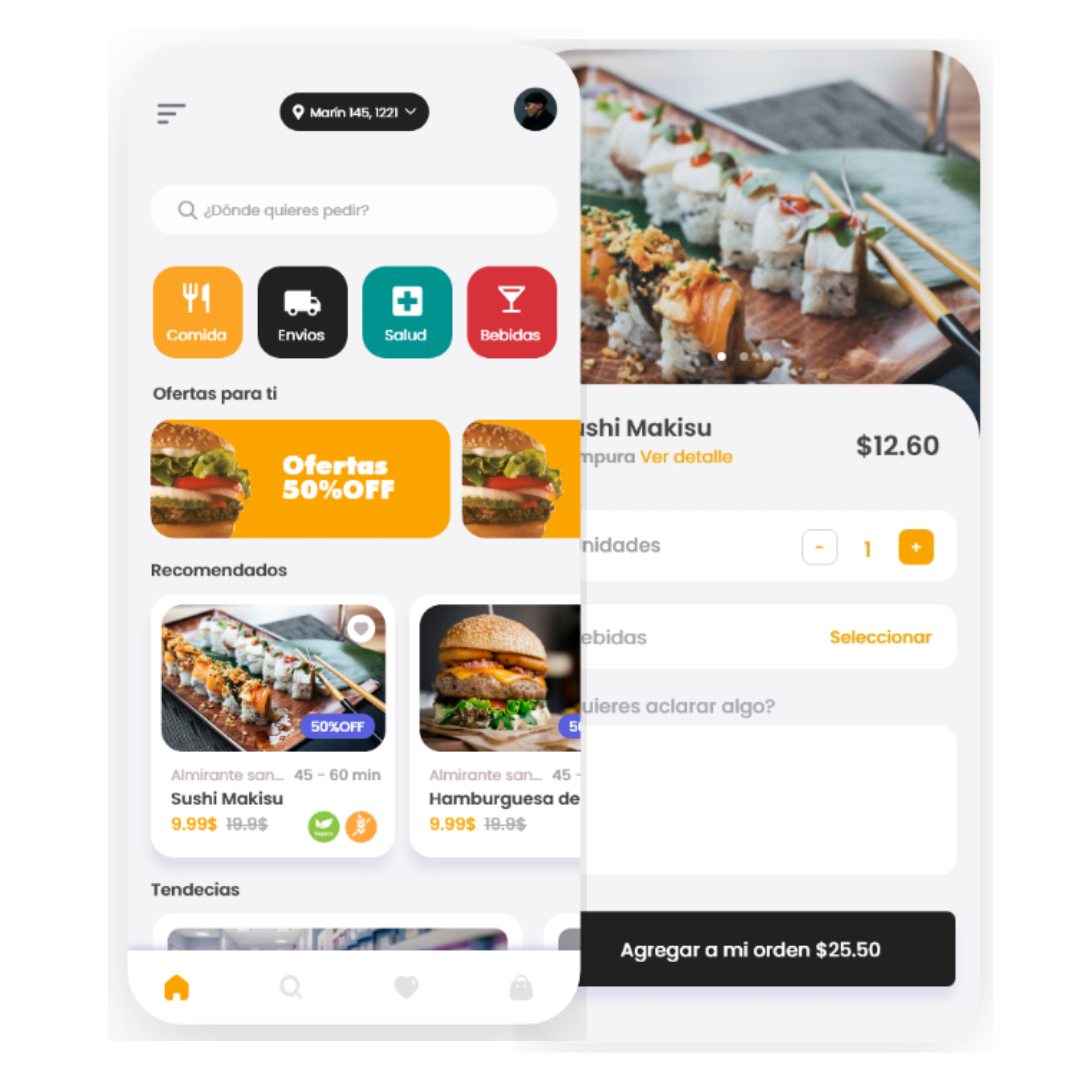 Marín 145, 1221
¿Dónde quieres pedir?
Comida
Envios
Salud
Bebidas
Ofertas para ti
Ofertas
50%OFF
Recomendados
50%OFF
Almirante san... 45 - 60 min
Sushi Makisu
9.99$ 19.9$
Almirante san... 45 -
Hamburguesa de
9.99$ 19.9$
Tendecias
ushi Makisu
mpura Ver detalle
$12.60
nidades
- 1 +
ebidas
Seleccionar
uieres aclarar algo?
Agregar a mi orden $25.50